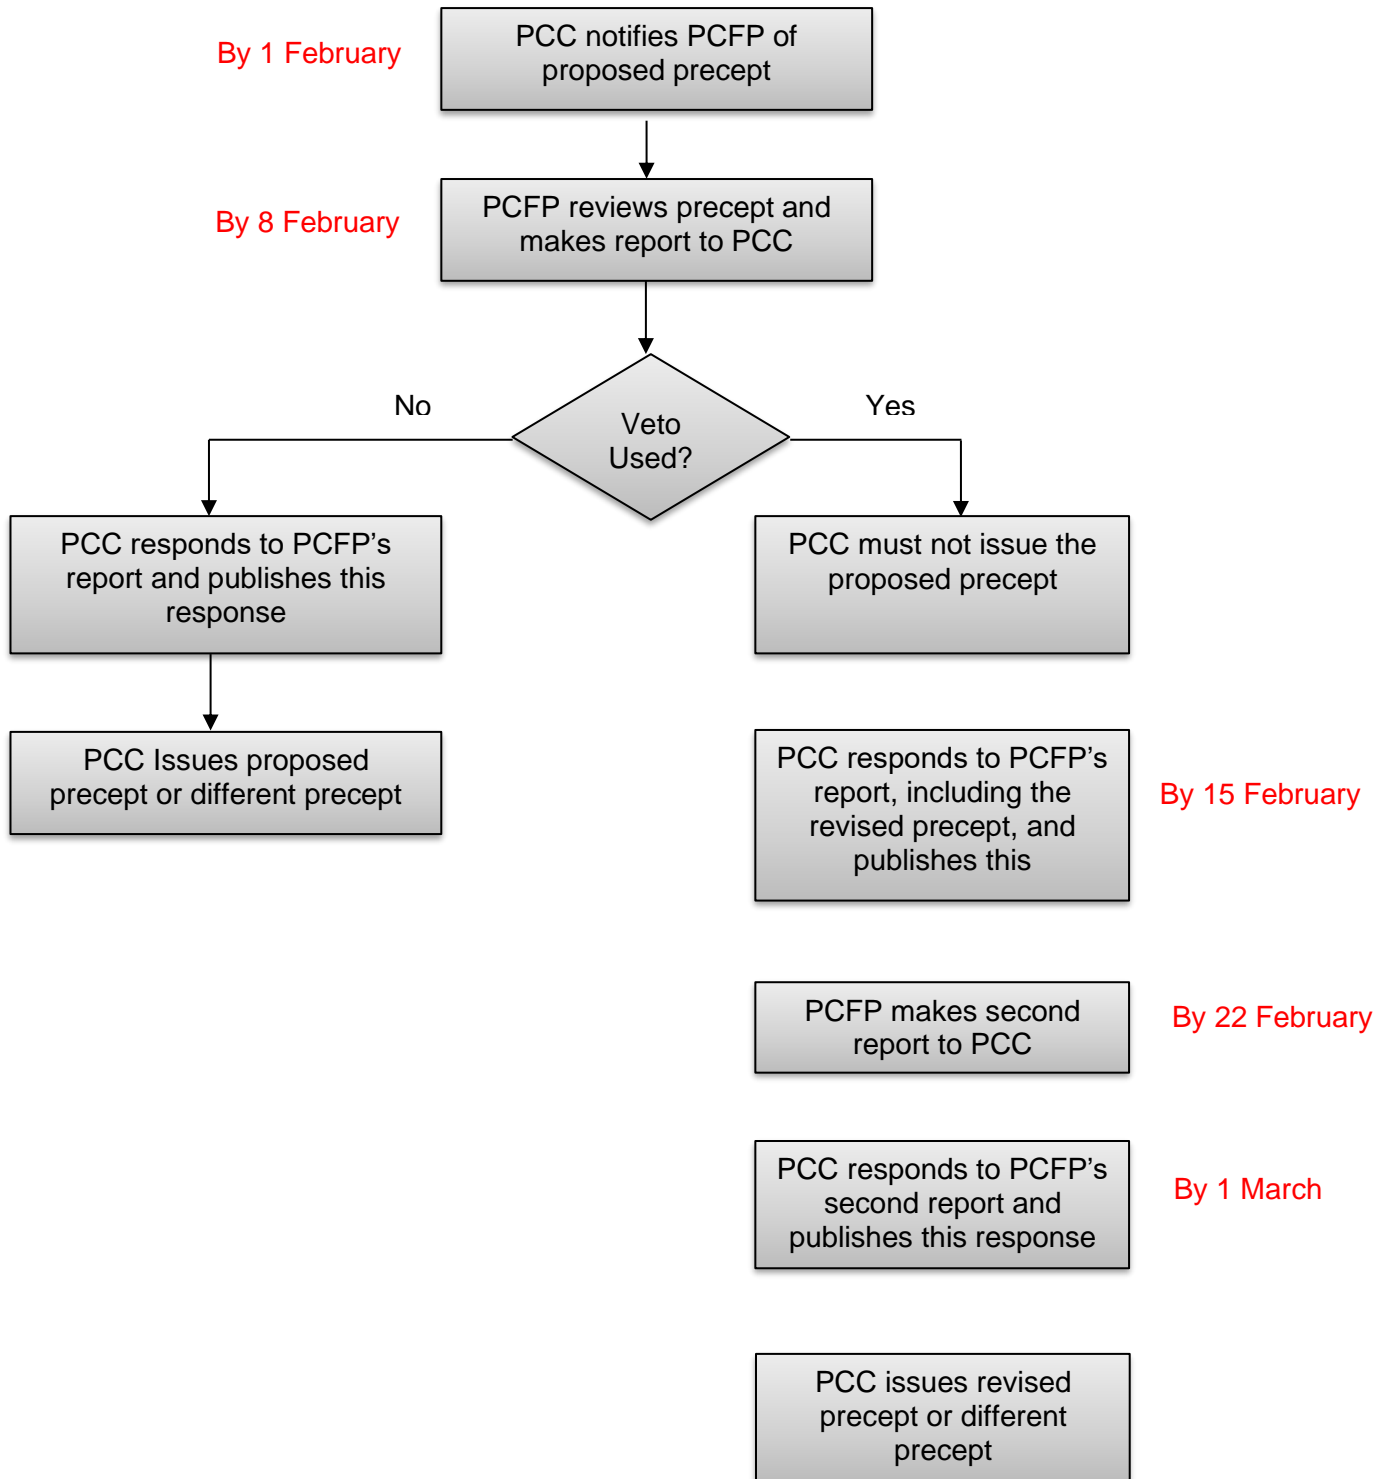 By 1 February
PCC notifies PCFP of
proposed precept
By 8 February
PCFP reviews precept and
makes report to PCC
No
Yes
Veto
Used?
PCC responds to PCFP’s
report and publishes this
response
PCC must not issue the
proposed precept
PCC Issues proposed
precept or different precept
PCC responds to PCFP’s
report, including the
revised precept, and
publishes this
By 15 February
PCFP makes second
report to PCC
By 22 February
PCC responds to PCFP’s
second report and
publishes this response
By 1 March
PCC issues revised
precept or different
precept